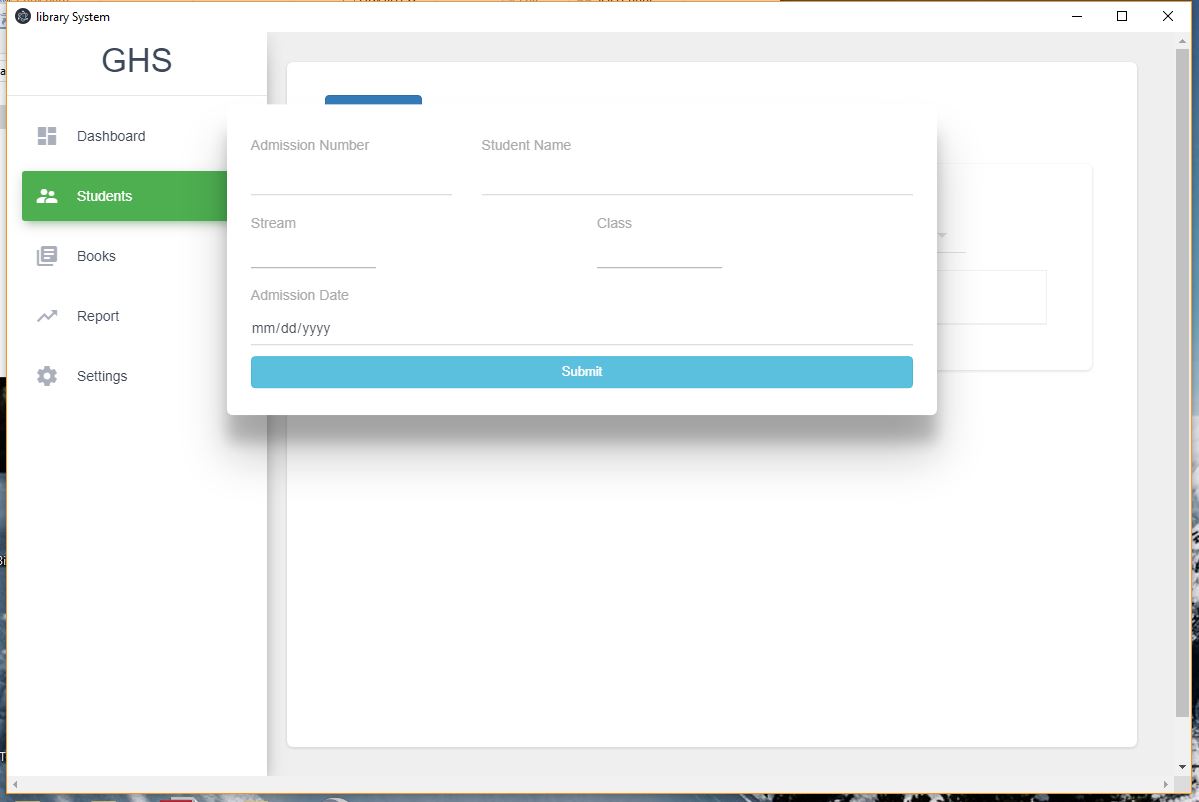 library System
GHS
Dashboard
Students
Books
Report
Settings
Admission Number
Student Name
Stream
Class
Admission Date
mm/dd/yyyy
Submit